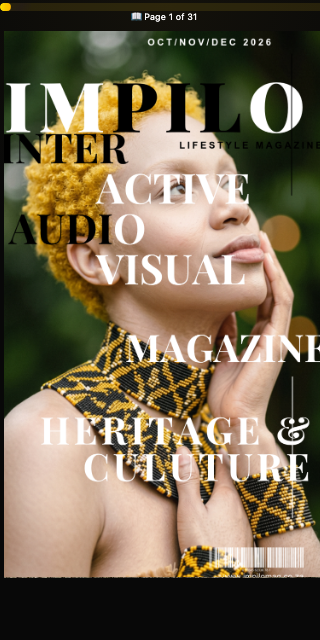 Page 1 of 31
OCT/NOV/DEC 2026
IMPILO
LIFESTYLE MAGAZINE
INTER
ACTIVE
AUDIO
VISUAL
MAGAZINE
HERITAGE &
CULUTURE